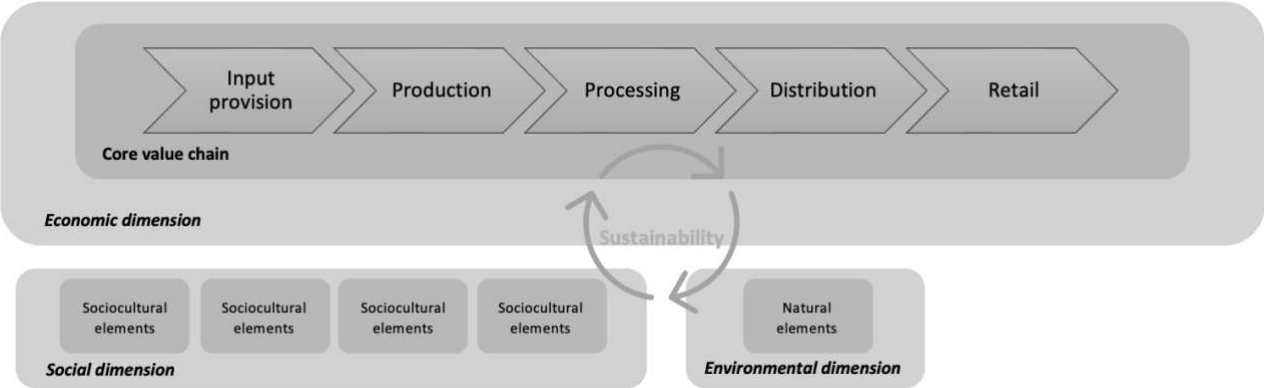 Input
provision
Production
Processing
Distribution
Retail
Core value chain
Economic dimension
Sustainability
Sociocultural
elements
Sociocultural
elements
Sociocultural
elements
Sociocultural
elements
Social dimension
Natural
elements
Environmental dimension